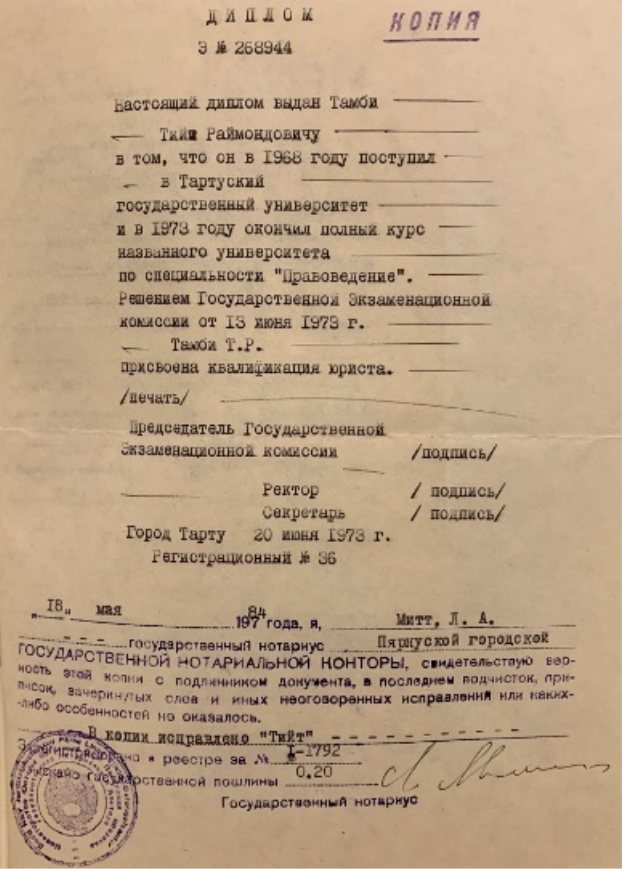 ДИПЛОМ
КОПИЯ
Э № 268944
Настоящий диплом выдан Тамби
Тийт Раймондовичу
в том, что он в 1968 году поступил
в Тартуский
государственный университет
и в 1973 году окончил полный курс
названного университета
по специальности "Правоведение".
Решением Государственной Экзаменационной
комиссии от 13 июня 1973 г.
Тамби Т.Р.
присвоена квалификация юриста.
/печать/
Председатель Государственной
Экзаменационной комиссии /подпись/
Ректор / подпись/
Секретарь / подпись/
Город Тарту 20 июня 1973 г.
Регистрационный № 36
"18" мая 1984 года, я, Митт, Л. А.
- - - государственный нотариус Пярнуской городской
ГОСУДАРСТВЕННОЙ НОТАРИАЛЬНОЙ КОНТОРЫ, свидетельствую вер-
ность этой копии с подлинником документа, в последнем подчисток, при-
писок, зачеркнутых слов и иных неоговоренных исправлений или каких-
-либо особенностей но оказалось.
В копии исправлено "Тийт" - - - - - - - - - -
Зарегистрировано в реестре за № I-1792
Взыскано государственной пошлины 0,20
Государственный нотариус